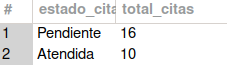 # estado_cita total_citas
1 Pendiente 16
2 Atendida 10